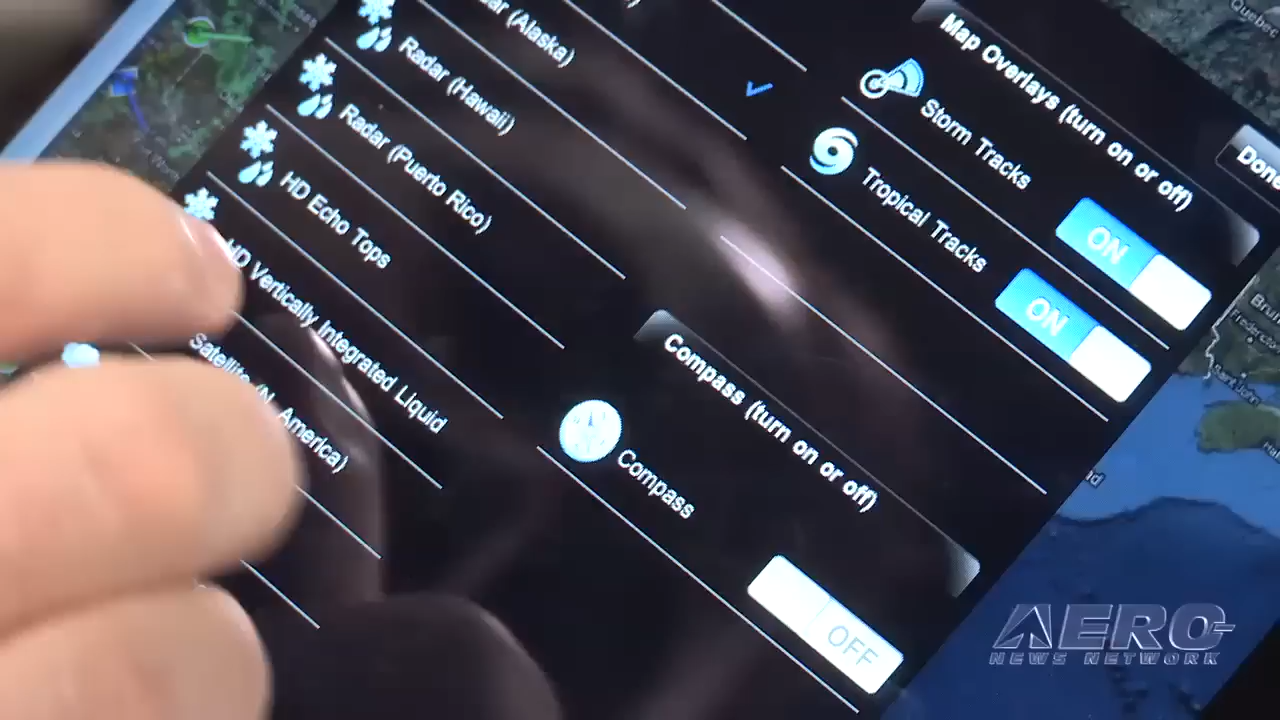 (Alaska)
Radar (Hawaii)
Radar (Puerto Rico)
HD Echo Tops
HD Vertically Integrated Liquid
Satellite (N. America)
Map Overlays (turn on or off)
Storm Tracks
ON
Tropical Tracks
ON
Compass (turn on or off)
Compass
OFF
Quebec
AERO
NEWS NETWORK